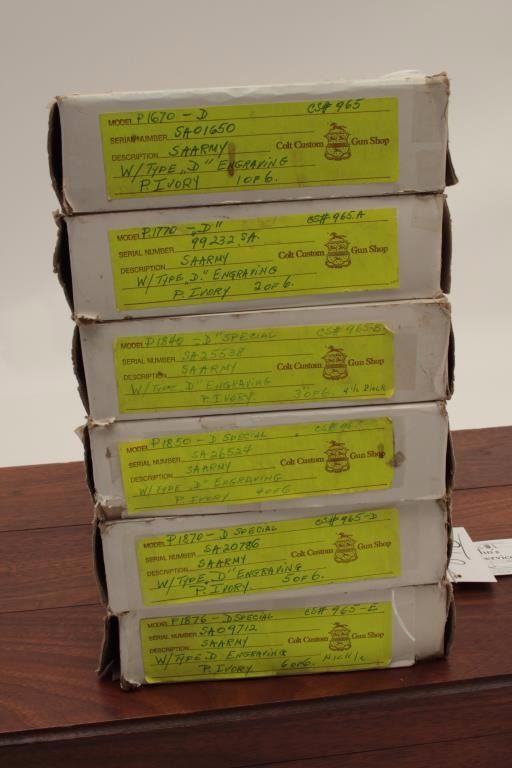 MODEL P1670 - D CS# 965
SERIAL NUMBER SA01650
DESCRIPTION SAARMY Colt Custom Gun Shop
W/TYPE "D" ENGRAVING
P. IVORY 1 OF 6.
MODEL P1770 - "D" CS# 965.A
SERIAL NUMBER 99232 SA.
DESCRIPTION SAARMY Colt Custom Gun Shop
W/TYPE "D." ENGRAVING
P. IVORY 2 OF 6.
MODEL P1840 - D" SPECIAL CS# 965-B
SERIAL NUMBER SA25538
DESCRIPTION SAARMY Colt Custom Gun Shop
W/TYPE "D" ENGRAVING
P. IVORY. 3 OF 6.
MODEL P1850 - D SPECIAL CS# 965
SERIAL NUMBER SA26524
DESCRIPTION SAARMY Colt Custom Gun Shop
W/TYPE "D" ENGRAVING
P. IVORY 4 OF 6
MODEL P1870 - D SPECIAL CS# 965-D
SERIAL NUMBER SA20786
DESCRIPTION SAARMY Colt Custom Gun Shop
W/TYPE "D" ENGRAVING
P. IVORY 5 OF 6.
MODEL P1876 - D SPECIAL CS# 965-E
SERIAL NUMBER SA09712
DESCRIPTION SAARMY Colt Custom Gun Shop
W/TYPE D ENGRAVING
P. IVORY 6 OF 6.